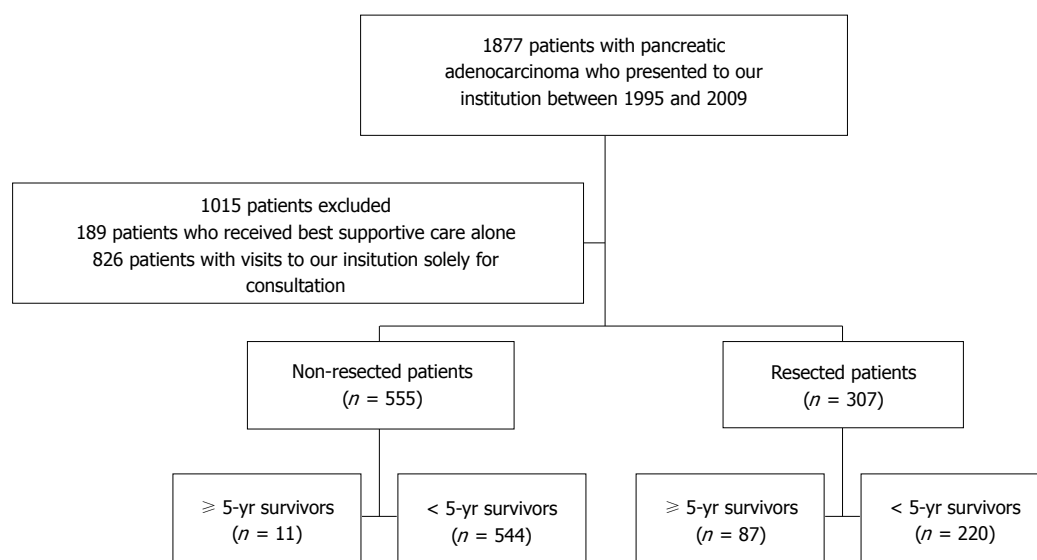 1877 patients with pancreatic
adenocarcinoma who presented to our
institution between 1995 and 2009
1015 patients excluded
189 patients who received best supportive care alone
826 patients with visits to our insitution solely for
consultation
Non-resected patients
(n = 555)
Resected patients
(n = 307)
≥ 5-yr survivors
(n = 11)
< 5-yr survivors
(n = 544)
≥ 5-yr survivors
(n = 87)
< 5-yr survivors
(n = 220)